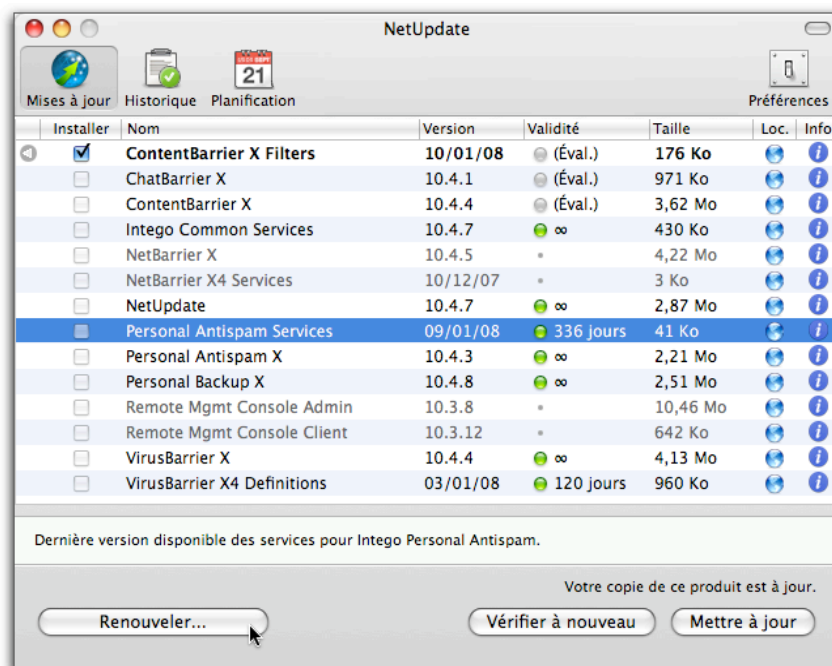 NetUpdate
Mises à jour Historique Planification Préférences
21
Installer Nom Version Validité Taille Loc. Info
ContentBarrier X Filters 10/01/08 (Éval.) 176 Ko
ChatBarrier X 10.4.1 (Éval.) 971 Ko
ContentBarrier X 10.4.4 (Éval.) 3,62 Mo
Intego Common Services 10.4.7 ∞ 430 Ko
NetBarrier X 10.4.5 4,22 Mo
NetBarrier X4 Services 10/12/07 3 Ko
NetUpdate 10.4.7 ∞ 2,87 Mo
Personal Antispam Services 09/01/08 336 jours 41 Ko
Personal Antispam X 10.4.3 ∞ 2,21 Mo
Personal Backup X 10.4.8 ∞ 2,51 Mo
Remote Mgmt Console Admin 10.3.8 10,46 Mo
Remote Mgmt Console Client 10.3.12 642 Ko
VirusBarrier X 10.4.4 ∞ 4,13 Mo
VirusBarrier X4 Definitions 03/01/08 120 jours 960 Ko
Dernière version disponible des services pour Intego Personal Antispam.
Votre copie de ce produit est à jour.
Renouveler... Vérifier à nouveau Mettre à jour